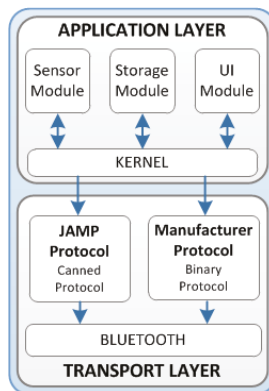 APPLICATION LAYER
Sensor Module
Storage Module
UI Module
KERNEL
JAMP Protocol
Canned Protocol
Manufacturer Protocol
Binary Protocol
BLUETOOTH
TRANSPORT LAYER